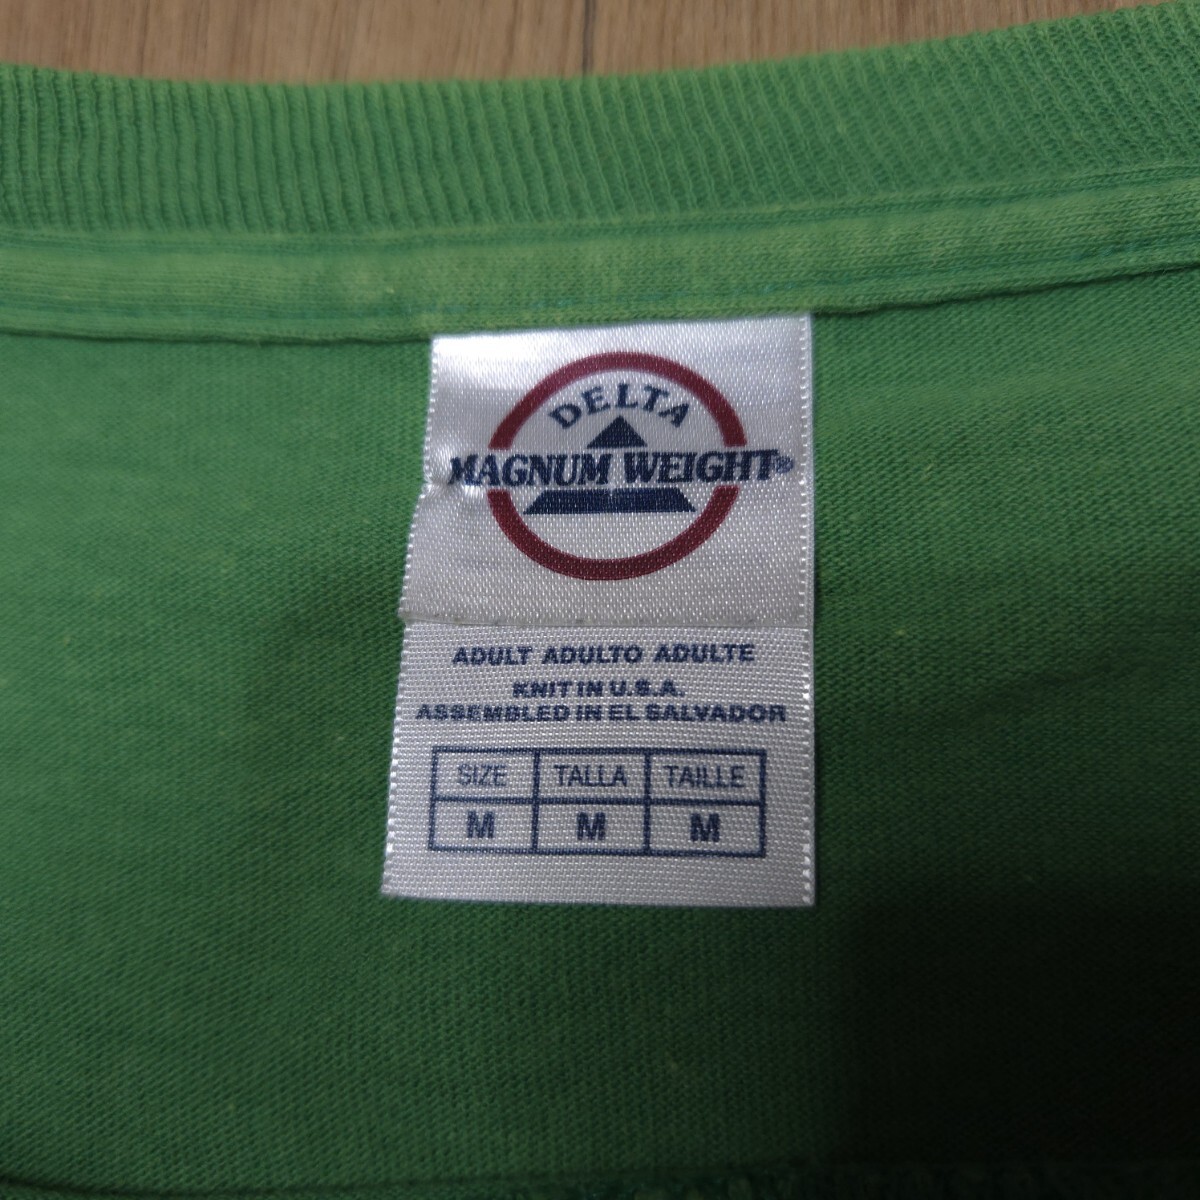 DELTA
MAGNUM WEIGHT®
ADULT ADULTO ADULTE
KNIT IN U.S.A.
ASSEMBLED IN EL SALVADOR
SIZE TALLA TAILLE
M M M